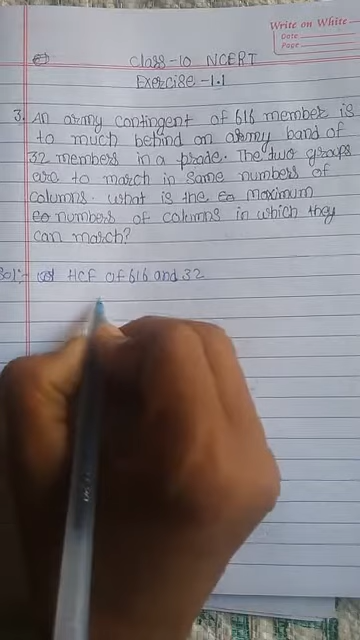 Write on White
Date
Page
Class-10 NCERT
Exercise-1.1
3. An army contingent of 616 member is
to much behind an army band of
32 members in a prade. The two groups
are to march in same numbers of
columns. what is the maximum
numbers of columns in which they
can march?
Sol:- HCF of 616 and 32